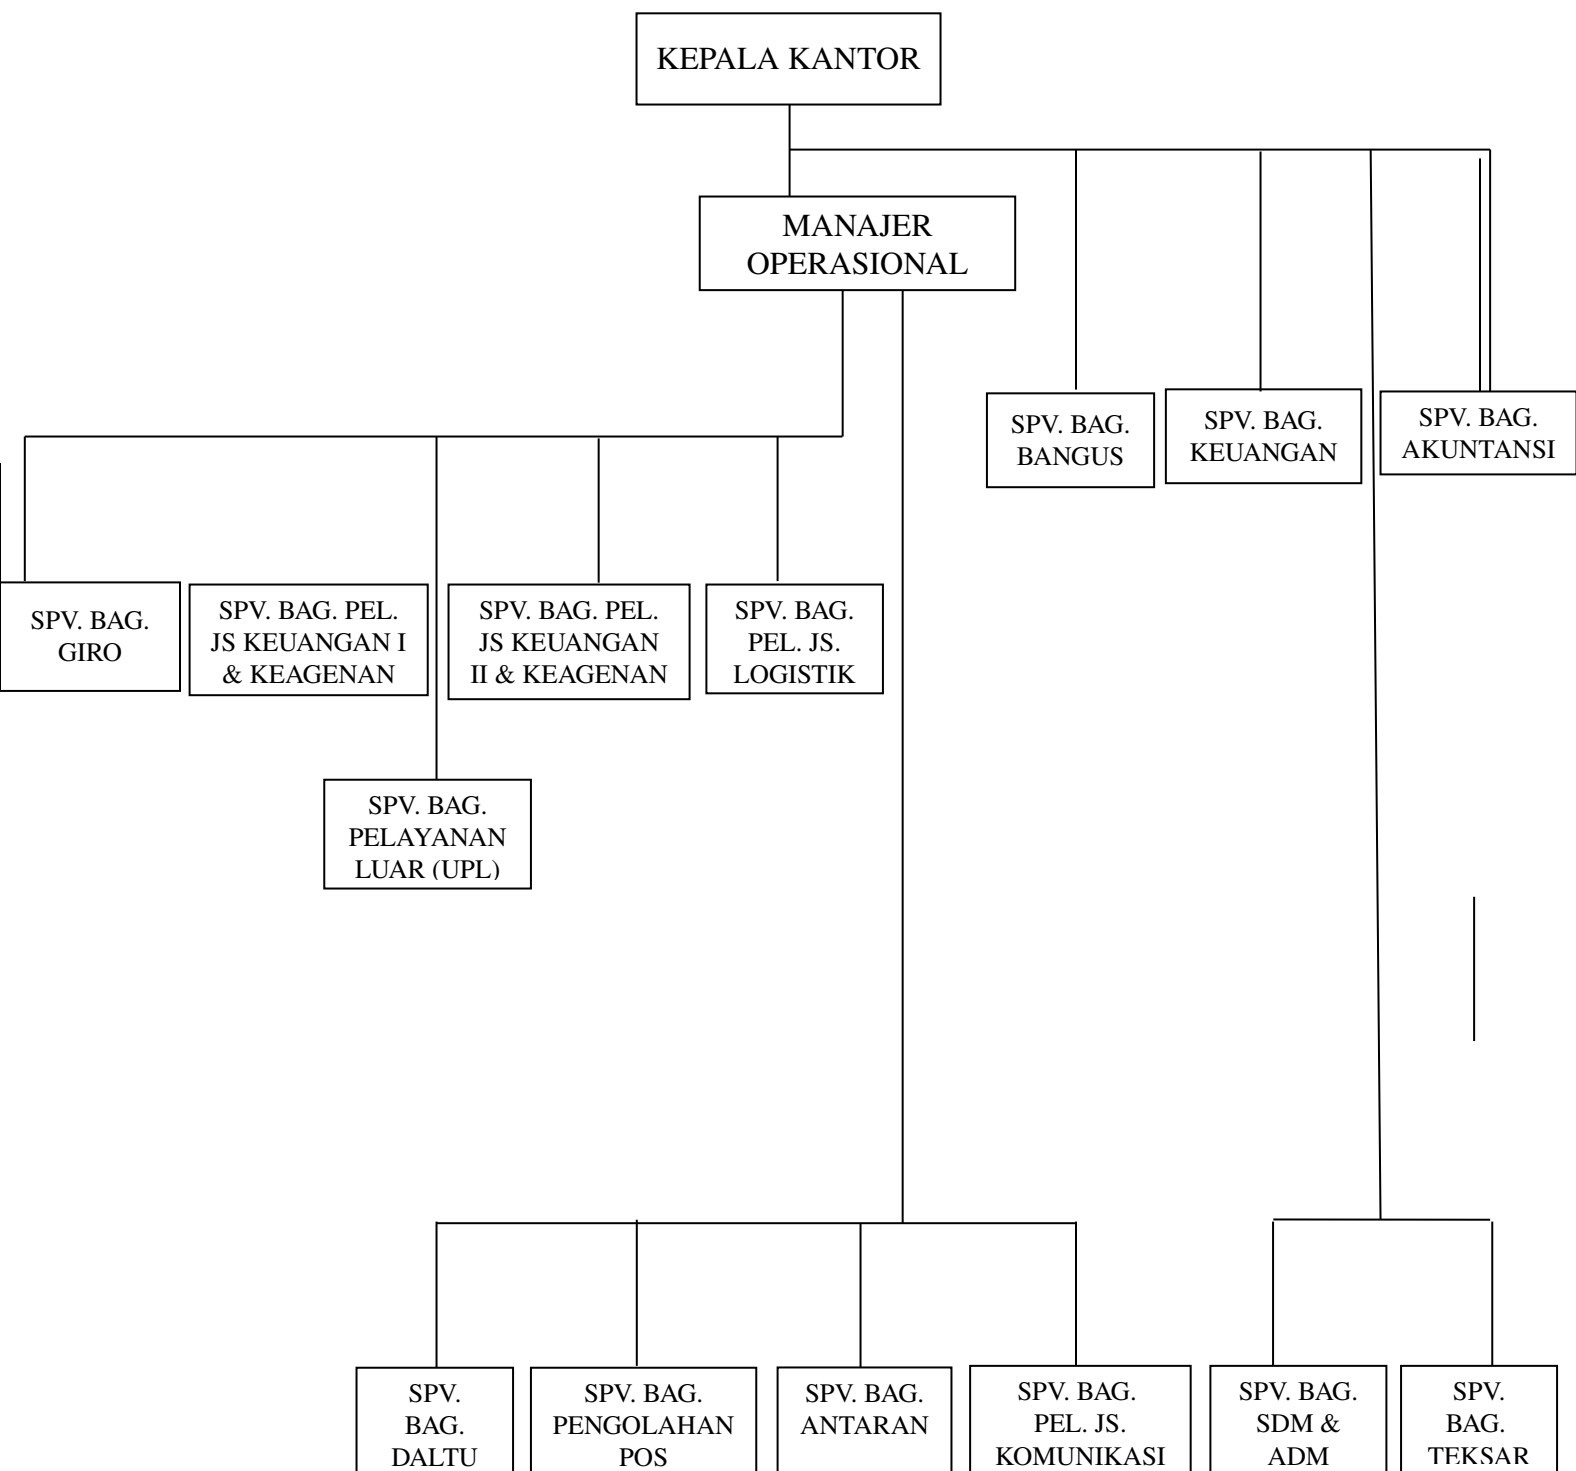 KEPALA KANTOR
MANAJER
OPERASIONAL
SPV. BAG.
BANGUS
SPV. BAG.
KEUANGAN
SPV. BAG.
AKUNTANSI
SPV. BAG.
GIRO
SPV. BAG. PEL.
JS KEUANGAN I
& KEAGENAN
SPV. BAG. PEL.
JS KEUANGAN
II & KEAGENAN
SPV. BAG.
PEL. JS.
LOGISTIK
SPV. BAG.
PELAYANAN
LUAR (UPL)
SPV.
BAG.
DALTU
SPV. BAG.
PENGOLAHAN
POS
SPV. BAG.
ANTARAN
SPV. BAG.
PEL. JS.
KOMUNIKASI
SPV. BAG.
SDM &
ADM
SPV.
BAG.
TEKSAR